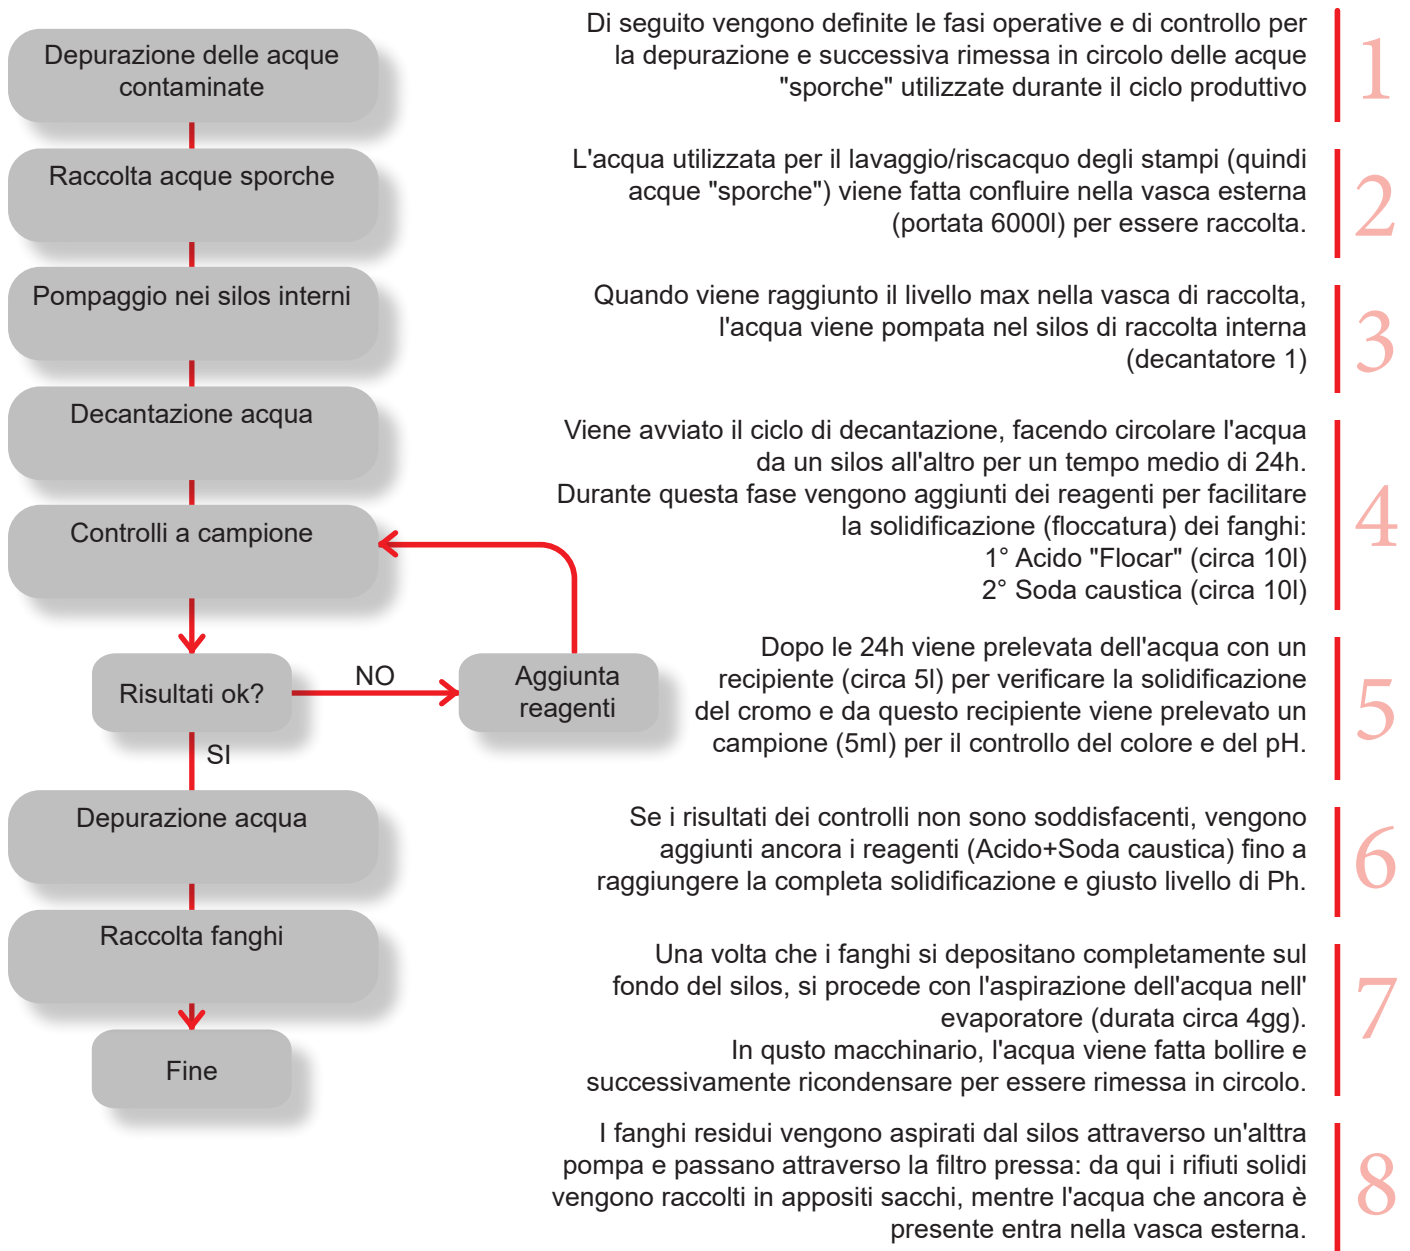 Depurazione delle acque
contaminate
Raccolta acque sporche
Pompaggio nei silos interni
Decantazione acqua
Controlli a campione
Risultati ok?
NO
Aggiunta
reagenti
SI
Depurazione acqua
Raccolta fanghi
Fine
Di seguito vengono definite le fasi operative e di controllo per
la depurazione e successiva rimessa in circolo delle acque
"sporche" utilizzate durante il ciclo produttivo
1
L'acqua utilizzata per il lavaggio/riscacquo degli stampi (quindi
acque "sporche") viene fatta confluire nella vasca esterna
(portata 6000l) per essere raccolta.
2
Quando viene raggiunto il livello max nella vasca di raccolta,
l'acqua viene pompata nel silos di raccolta interna
(decantatore 1)
3
Viene avviato il ciclo di decantazione, facendo circolare l'acqua
da un silos all'altro per un tempo medio di 24h.
Durante questa fase vengono aggiunti dei reagenti per facilitare
la solidificazione (floccatura) dei fanghi:
1° Acido "Flocar" (circa 10l)
2° Soda caustica (circa 10l)
4
Dopo le 24h viene prelevata dell'acqua con un
recipiente (circa 5l) per verificare la solidificazione
del cromo e da questo recipiente viene prelevato un
campione (5ml) per il controllo del colore e del pH.
5
Se i risultati dei controlli non sono soddisfacenti, vengono
aggiunti ancora i reagenti (Acido+Soda caustica) fino a
raggiungere la completa solidificazione e giusto livello di Ph.
6
Una volta che i fanghi si depositano completamente sul
fondo del silos, si procede con l'aspirazione dell'acqua nell'
evaporatore (durata circa 4gg).
In qusto macchinario, l'acqua viene fatta bollire e
successivamente ricondensare per essere rimessa in circolo.
7
I fanghi residui vengono aspirati dal silos attraverso un'alttra
pompa e passano attraverso la filtro pressa: da qui i rifiuti solidi
vengono raccolti in appositi sacchi, mentre l'acqua che ancora è
presente entra nella vasca esterna.
8